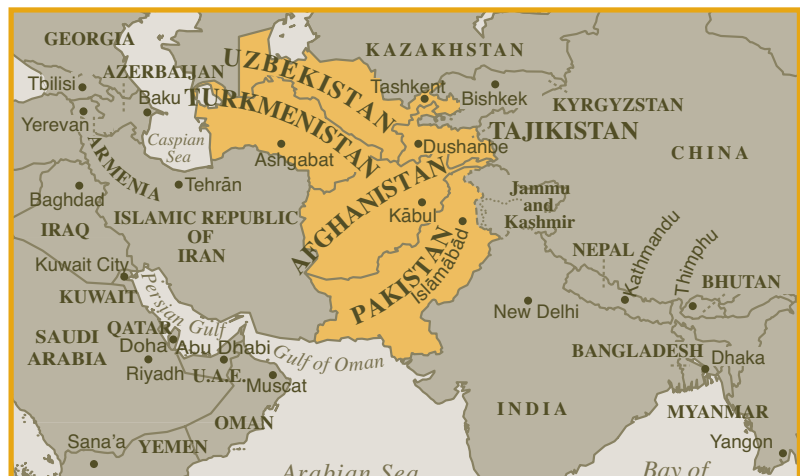 GEORGIA
KAZAKHSTAN
UZBEKISTAN
AZERBAIJAN
Tbilisi
Tashkent
Bishkek
Baku
TURKMENISTAN
KYRGYZSTAN
Yerevan
TAJIKISTAN
Caspian
Sea
Ashgabat
Dushanbe
CHINA
ARMENIA
Tehrān
AFGHANISTAN
Jammu
and
Kashmir
Baghdad
ISLAMIC REPUBLIC
OF
IRAN
Kābul
IRAQ
PAKISTAN
Islāmābād
NEPAL
Kathmandu
Thimphu
BHUTAN
Kuwait City
KUWAIT
Persian Gulf
New Delhi
SAUDI
ARABIA
QATAR
Doha
Abu Dhabi
Gulf of Oman
BANGLADESH
Dhaka
Riyadh
U.A.E.
Muscat
INDIA
MYANMAR
OMAN
Sana'a
YEMEN
Yangon
Arabian Sea
Bay of